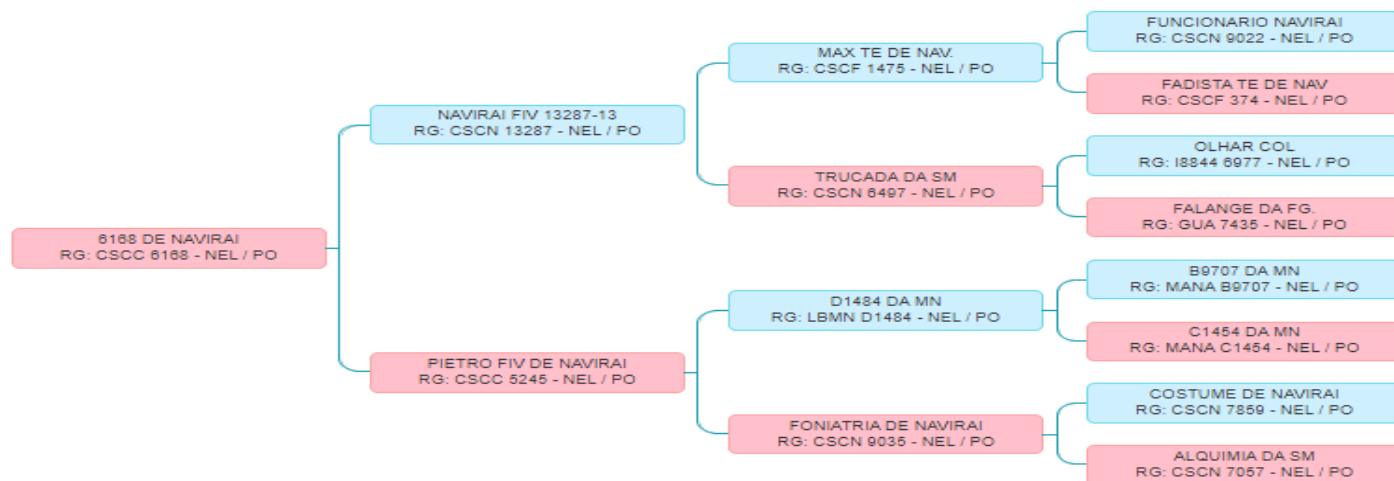 FUNCIONARIO NAVIRAI
RG: CSCN 9022 - NEL / PO
MAX TE DE NAV.
RG: CSCF 1475 - NEL / PO
FADISTA TE DE NAV
RG: CSCF 374 - NEL / PO
NAVIRAI FIV 13287-13
RG: CSCN 13287 - NEL / PO
OLHAR COL
RG: I8844 6977 - NEL / PO
TRUCADA DA SM
RG: CSCN 6497 - NEL / PO
FALANGE DA FG.
RG: GUA 7435 - NEL / PO
6168 DE NAVIRAI
RG: CSCC 6168 - NEL / PO
B9707 DA MN
RG: MANA B9707 - NEL / PO
D1484 DA MN
RG: LBMN D1484 - NEL / PO
C1454 DA MN
RG: MANA C1454 - NEL / PO
PIETRO FIV DE NAVIRAI
RG: CSCC 5245 - NEL / PO
COSTUME DE NAVIRAI
RG: CSCN 7859 - NEL / PO
FONIATRIA DE NAVIRAI
RG: CSCN 9035 - NEL / PO
ALQUIMIA DA SM
RG: CSCN 7057 - NEL / PO